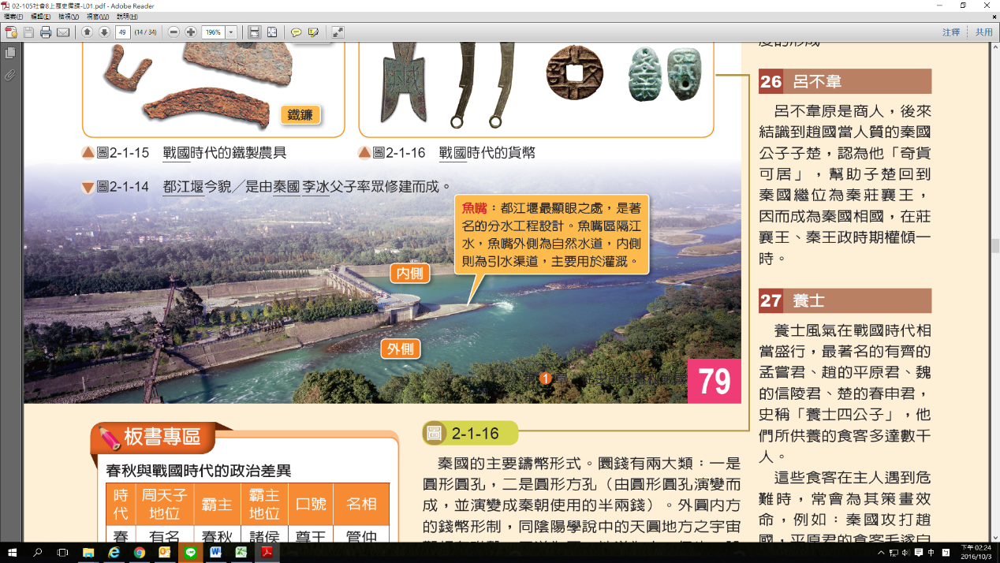 02-105社會8上歷史備課-L01.pdf - Adobe Reader
檔案(F) 編輯(E) 檢視(V) 視窗(W) 說明(H)
49 (14 / 34) 196% 注釋 共用
鐵鐮
圖2-1-15 戰國時代的鐵製農具
圖2-1-16 戰國時代的貨幣
圖2-1-14 都江堰今貌／是由秦國李冰父子率眾修建而成。
魚嘴：都江堰最顯眼之處，是著
名的分水工程設計。魚嘴區隔江
水，魚嘴外側為自然水道，內側
則為引水渠道，主要用於灌溉。
內側
外側
1
79
26 呂不韋
呂不韋原是商人，後來
結識到趙國當人質的秦國
公子子楚，認為他「奇貨
可居」，幫助子楚回到
秦國繼位為秦莊襄王，
因而成為秦國相國，在莊
襄王、秦王政時期權傾一
時。
27 養士
養士風氣在戰國時代相
當盛行，最著名的有齊的
孟嘗君、趙的平原君、魏
的信陵君、楚的春申君，
史稱「養士四公子」，他
們所供養的食客多達數千
人。
這些食客在主人遇到危
難時，常會為其策畫效
命，例如：秦國攻打趙
國，平原君的食客毛遂自
板書專區
春秋與戰國時代的政治差異
時代 周天子地位 霸主 霸主地位 口號 名相
春 有名 春秋 諸侯 尊王 管仲
圖 2-1-16
秦國的主要鑄幣形式。圜錢有兩大類：一是
圓形圓孔，二是圓形方孔（由圓形圓孔演變而
成，並演變成秦朝使用的半兩錢）。外圓內方
的錢幣形制，同陰陽學說中的天圓地方之宇宙
中 下午 02:24
2016/10/3